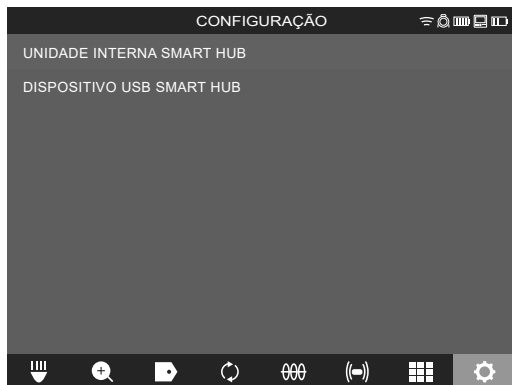 CONFIGURAÇÃO
UNIDADE INTERNA SMART HUB
DISPOSITIVO USB SMART HUB